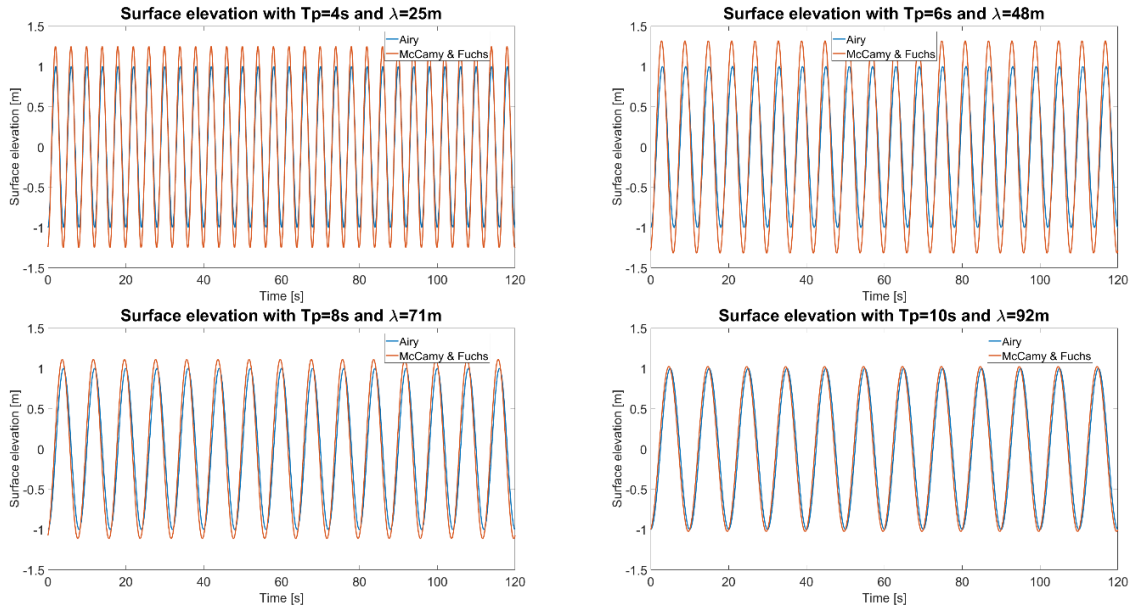 Surface elevation with Tp=4s and λ=25m
1.5
1
0.5
0
-0.5
-1
-1.5
Surface elevation [m]
Airy
McCamy & Fuchs
0 20 40 60 80 100 120
Time [s]
Surface elevation with Tp=6s and λ=48m
1.5
1
0.5
0
-0.5
-1
-1.5
Surface elevation [m]
Airy
McCamy & Fuchs
0 20 40 60 80 100 120
Time [s]
Surface elevation with Tp=8s and λ=71m
1.5
1
0.5
0
-0.5
-1
-1.5
Surface elevation [m]
Airy
McCamy & Fuchs
0 20 40 60 80 100 120
Time [s]
Surface elevation with Tp=10s and λ=92m
1.5
1
0.5
0
-0.5
-1
-1.5
Surface elevation [m]
Airy
McCamy & Fuchs
0 20 40 60 80 100 120
Time [s]